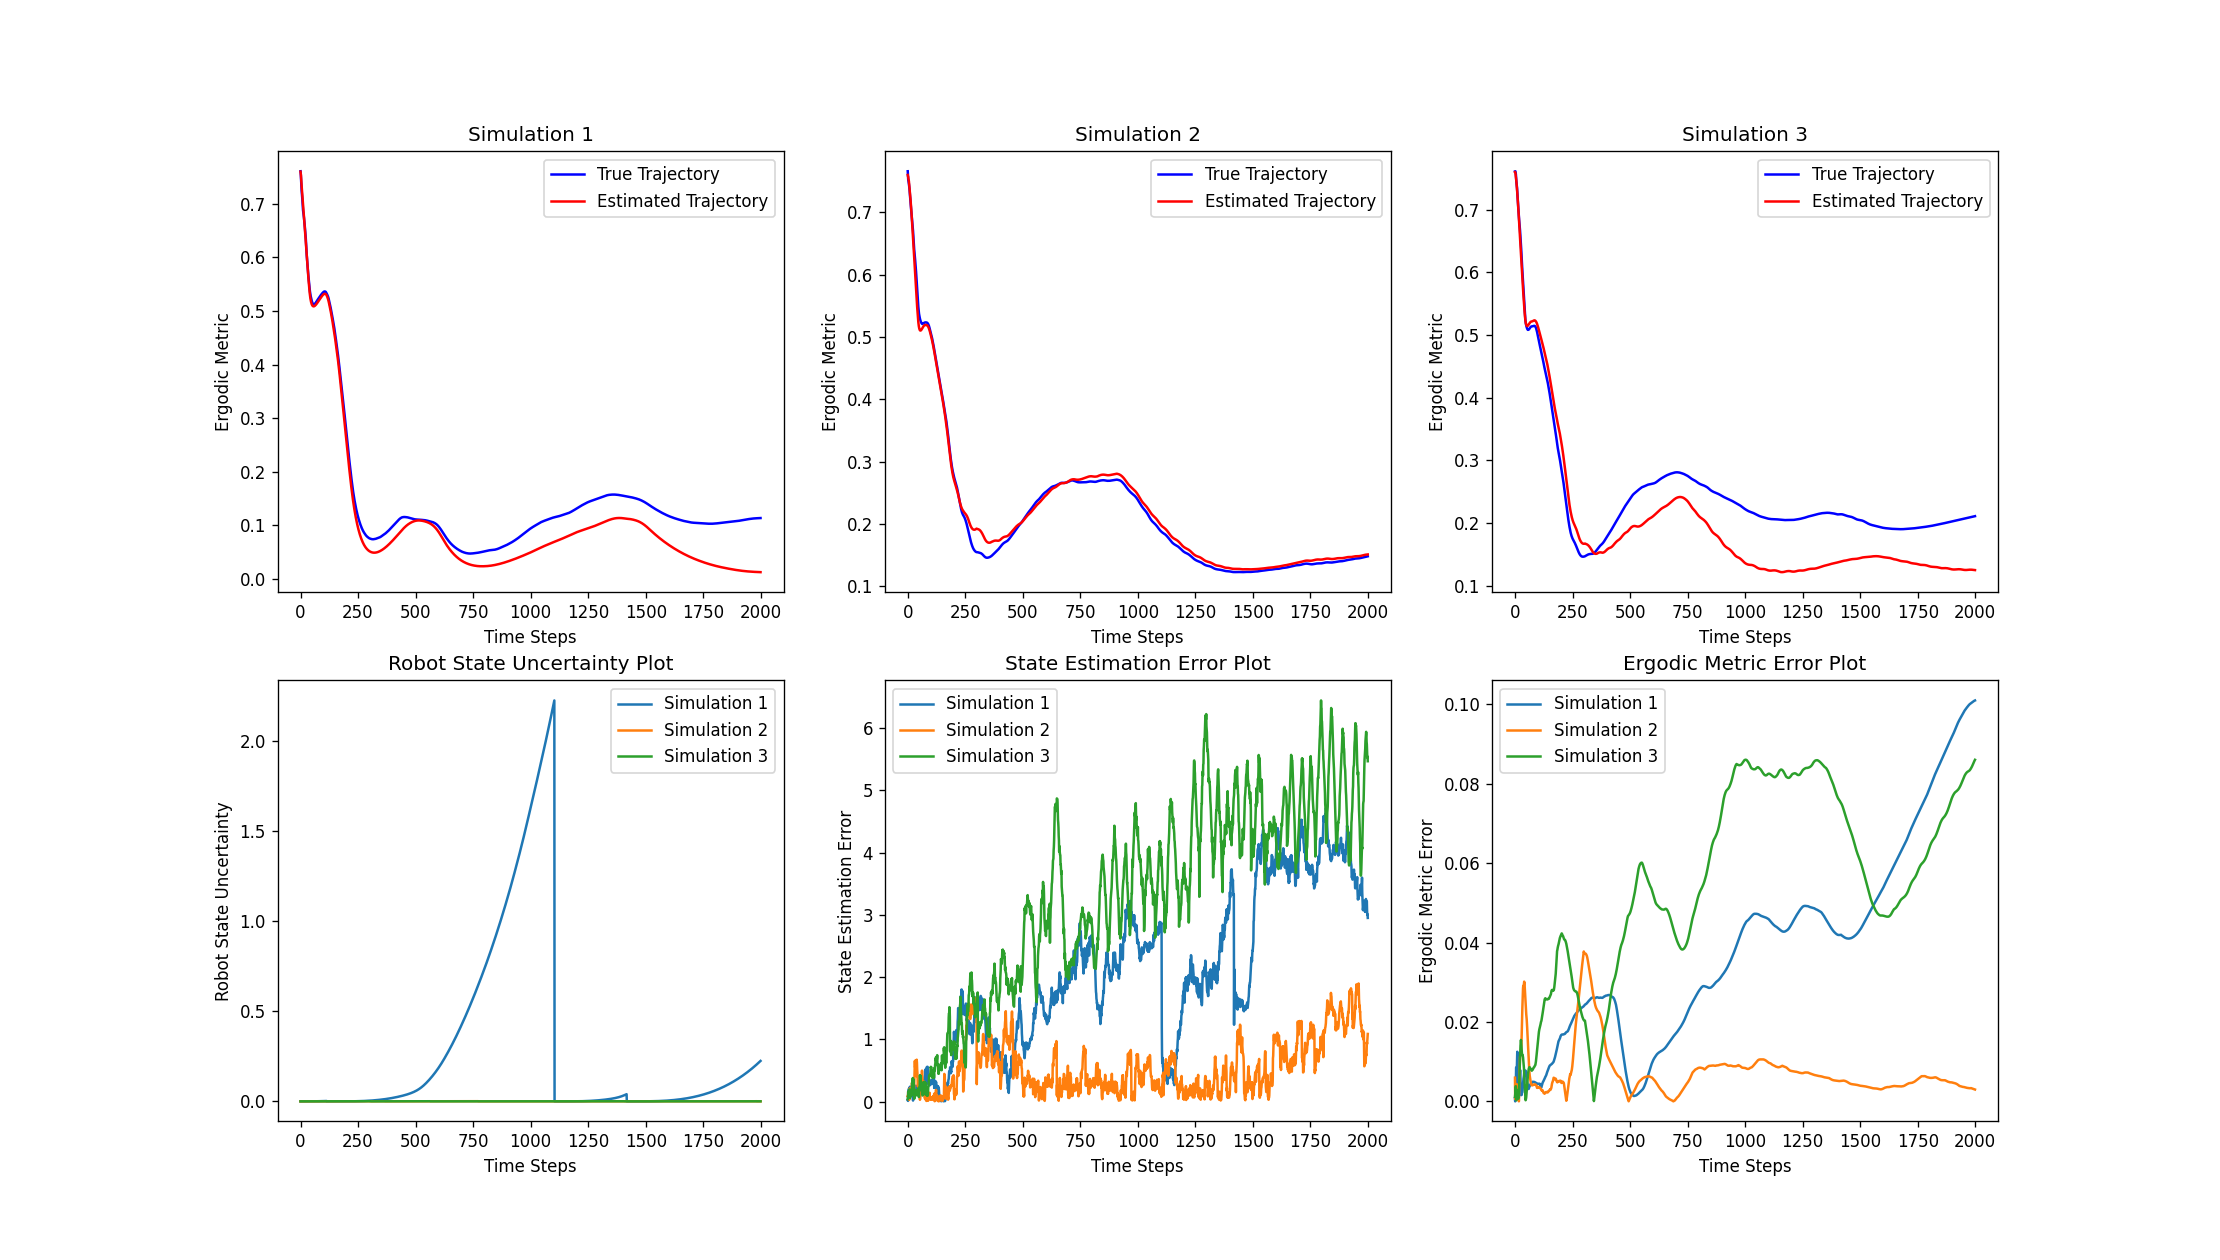 Simulation 1
Ergodic Metric
0.7
0.6
0.5
0.4
0.3
0.2
0.1
0.0
True Trajectory
Estimated Trajectory
0 250 500 750 1000 1250 1500 1750 2000
Time Steps
Simulation 2
Ergodic Metric
0.7
0.6
0.5
0.4
0.3
0.2
0.1
True Trajectory
Estimated Trajectory
0 250 500 750 1000 1250 1500 1750 2000
Time Steps
Simulation 3
Ergodic Metric
0.7
0.6
0.5
0.4
0.3
0.2
0.1
True Trajectory
Estimated Trajectory
0 250 500 750 1000 1250 1500 1750 2000
Time Steps
Robot State Uncertainty Plot
Robot State Uncertainty
2.0
1.5
1.0
0.5
0.0
Simulation 1
Simulation 2
Simulation 3
0 250 500 750 1000 1250 1500 1750 2000
Time Steps
State Estimation Error Plot
State Estimation Error
6
5
4
3
2
1
0
Simulation 1
Simulation 2
Simulation 3
0 250 500 750 1000 1250 1500 1750 2000
Time Steps
Ergodic Metric Error Plot
Ergodic Metric Error
0.10
0.08
0.06
0.04
0.02
0.00
Simulation 1
Simulation 2
Simulation 3
0 250 500 750 1000 1250 1500 1750 2000
Time Steps